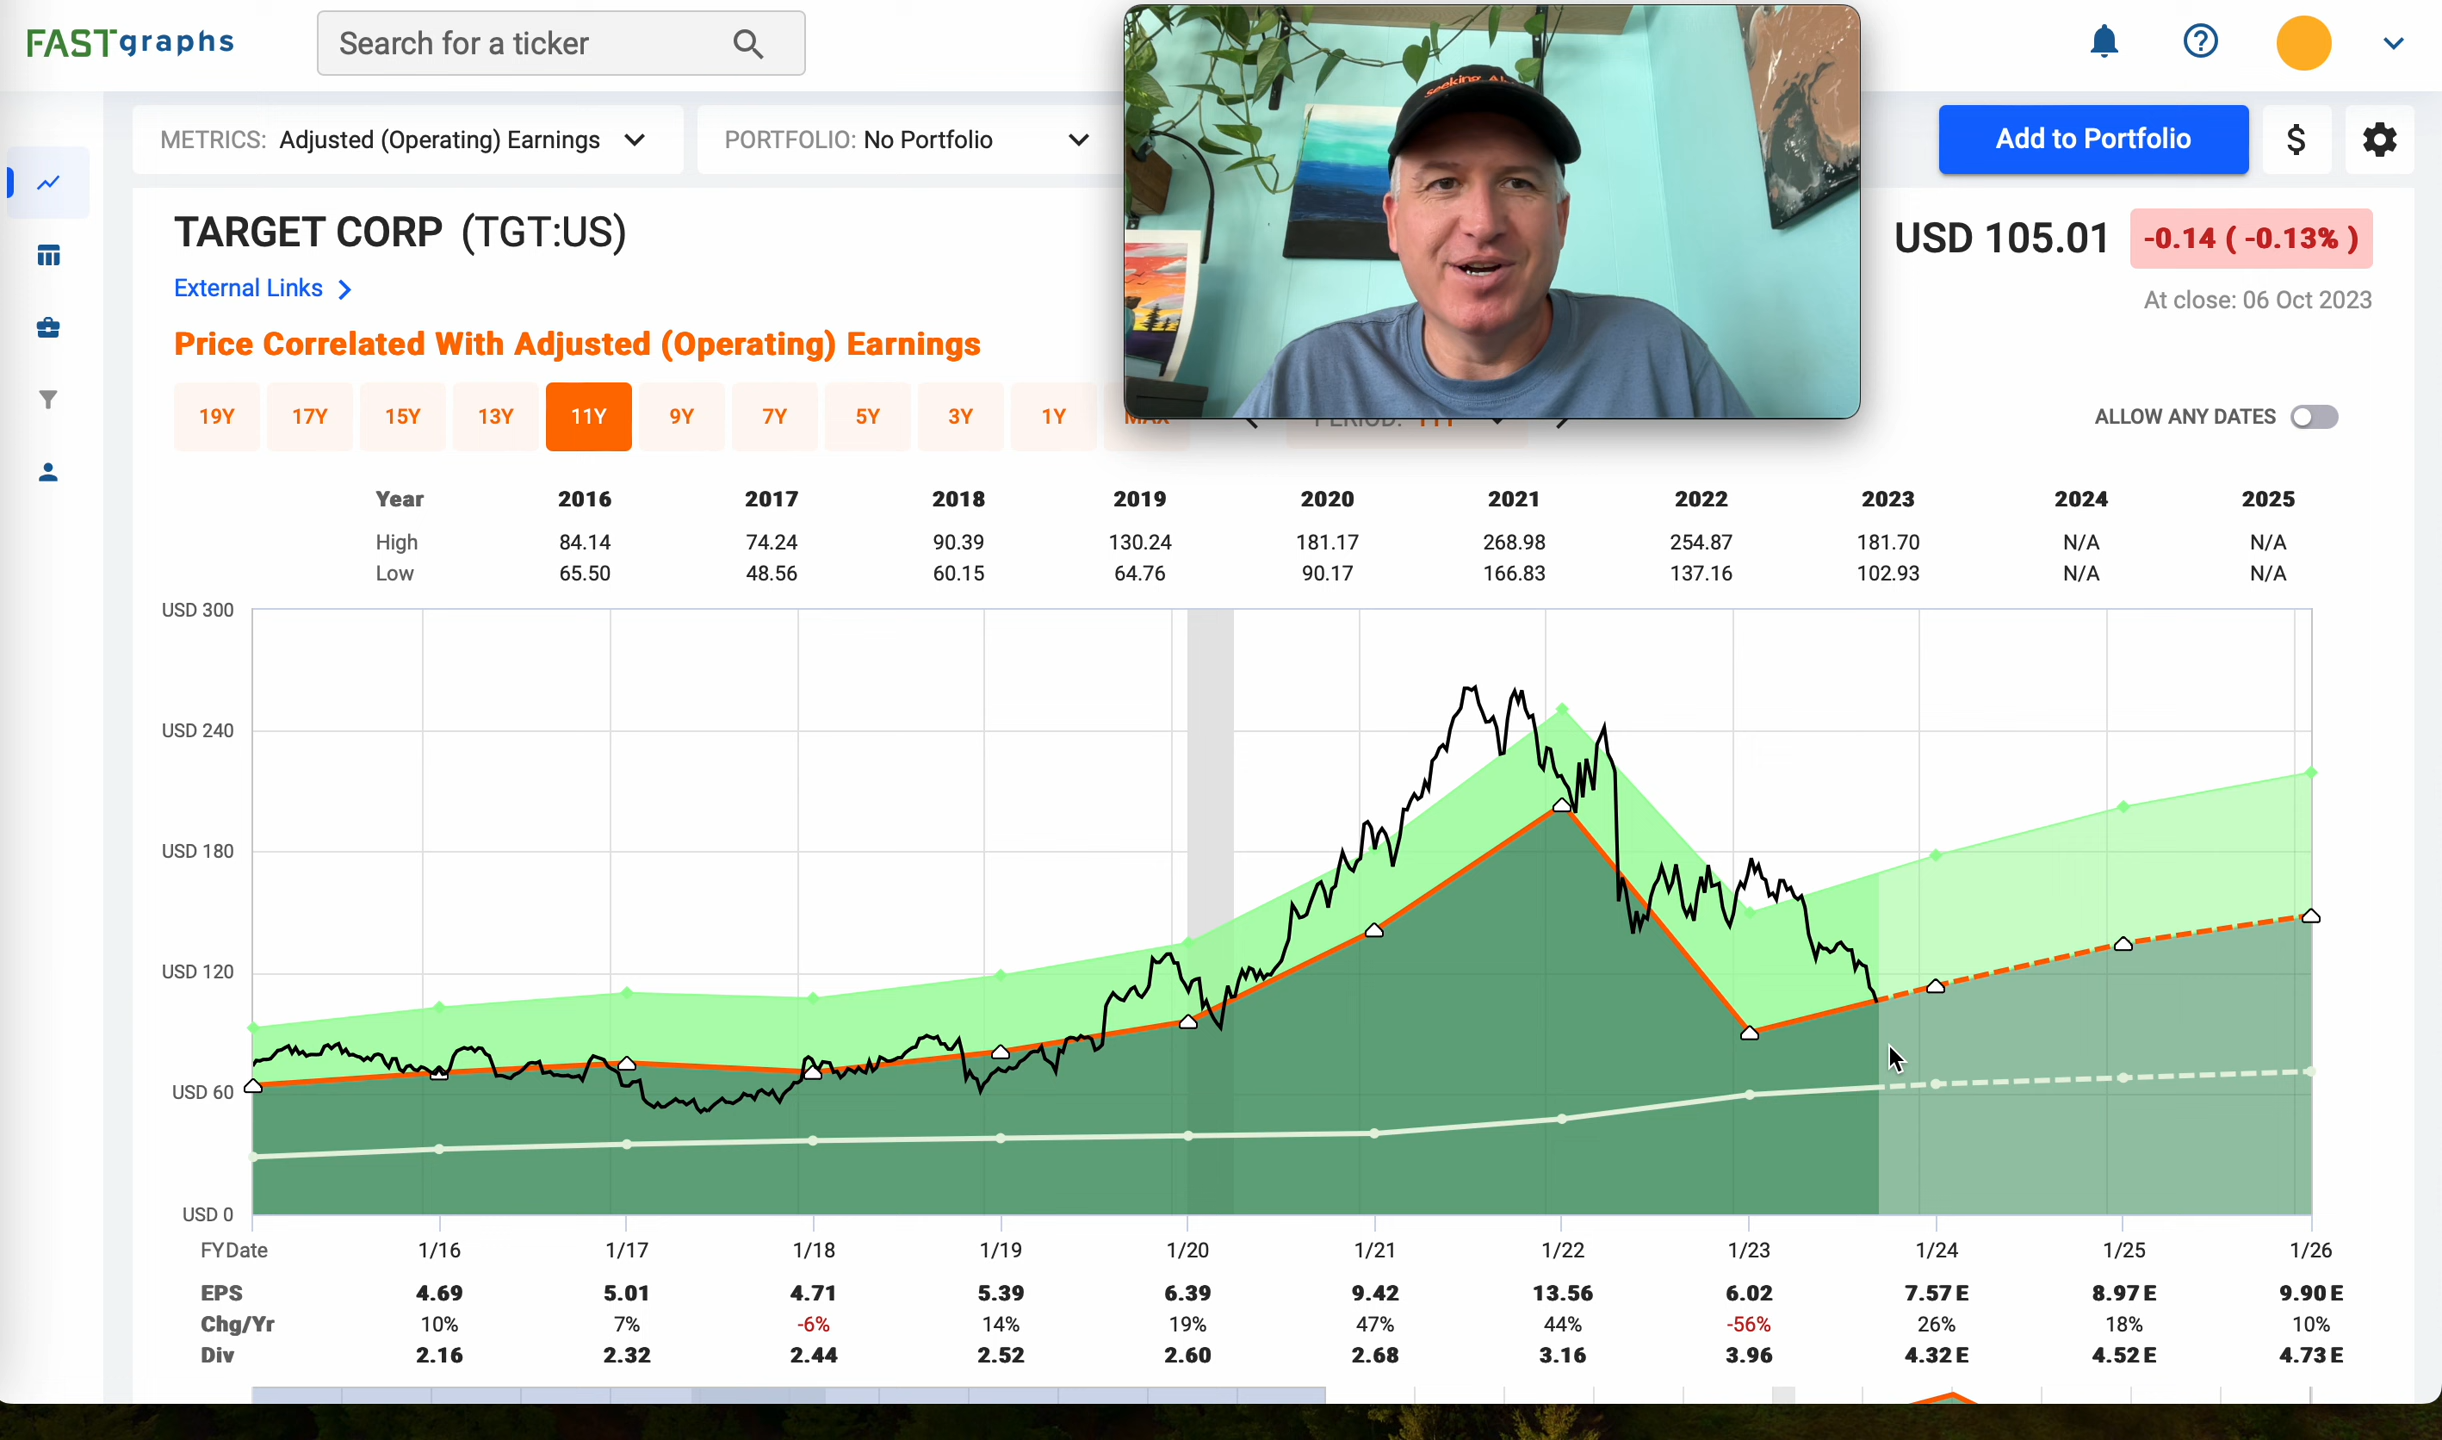 FASTgraphs
Search for a ticker
METRICS: Adjusted (Operating) Earnings
PORTFOLIO: No Portfolio
Add to Portfolio
$
TARGET CORP (TGT:US)
USD 105.01
-0.14 ( -0.13% )
External Links
At close: 06 Oct 2023
Price Correlated With Adjusted (Operating) Earnings
19Y 17Y 15Y 13Y 11Y 9Y 7Y 5Y 3Y 1Y MAX
PERIOD: 11Y
ALLOW ANY DATES
Year 2016 2017 2018 2019 2020 2021 2022 2023 2024 2025
High 84.14 74.24 90.39 130.24 181.17 268.98 254.87 181.70 N/A N/A
Low 65.50 48.56 60.15 64.76 90.17 166.83 137.16 102.93 N/A N/A
USD 300
USD 240
USD 180
USD 120
USD 60
USD 0
FYDate 1/16 1/17 1/18 1/19 1/20 1/21 1/22 1/23 1/24 1/25 1/26
EPS 4.69 5.01 4.71 5.39 6.39 9.42 13.56 6.02 7.57E 8.97E 9.90E
Chg/Yr 10% 7% -6% 14% 19% 47% 44% -56% 26% 18% 10%
Div 2.16 2.32 2.44 2.52 2.60 2.68 3.16 3.96 4.32E 4.52E 4.73E